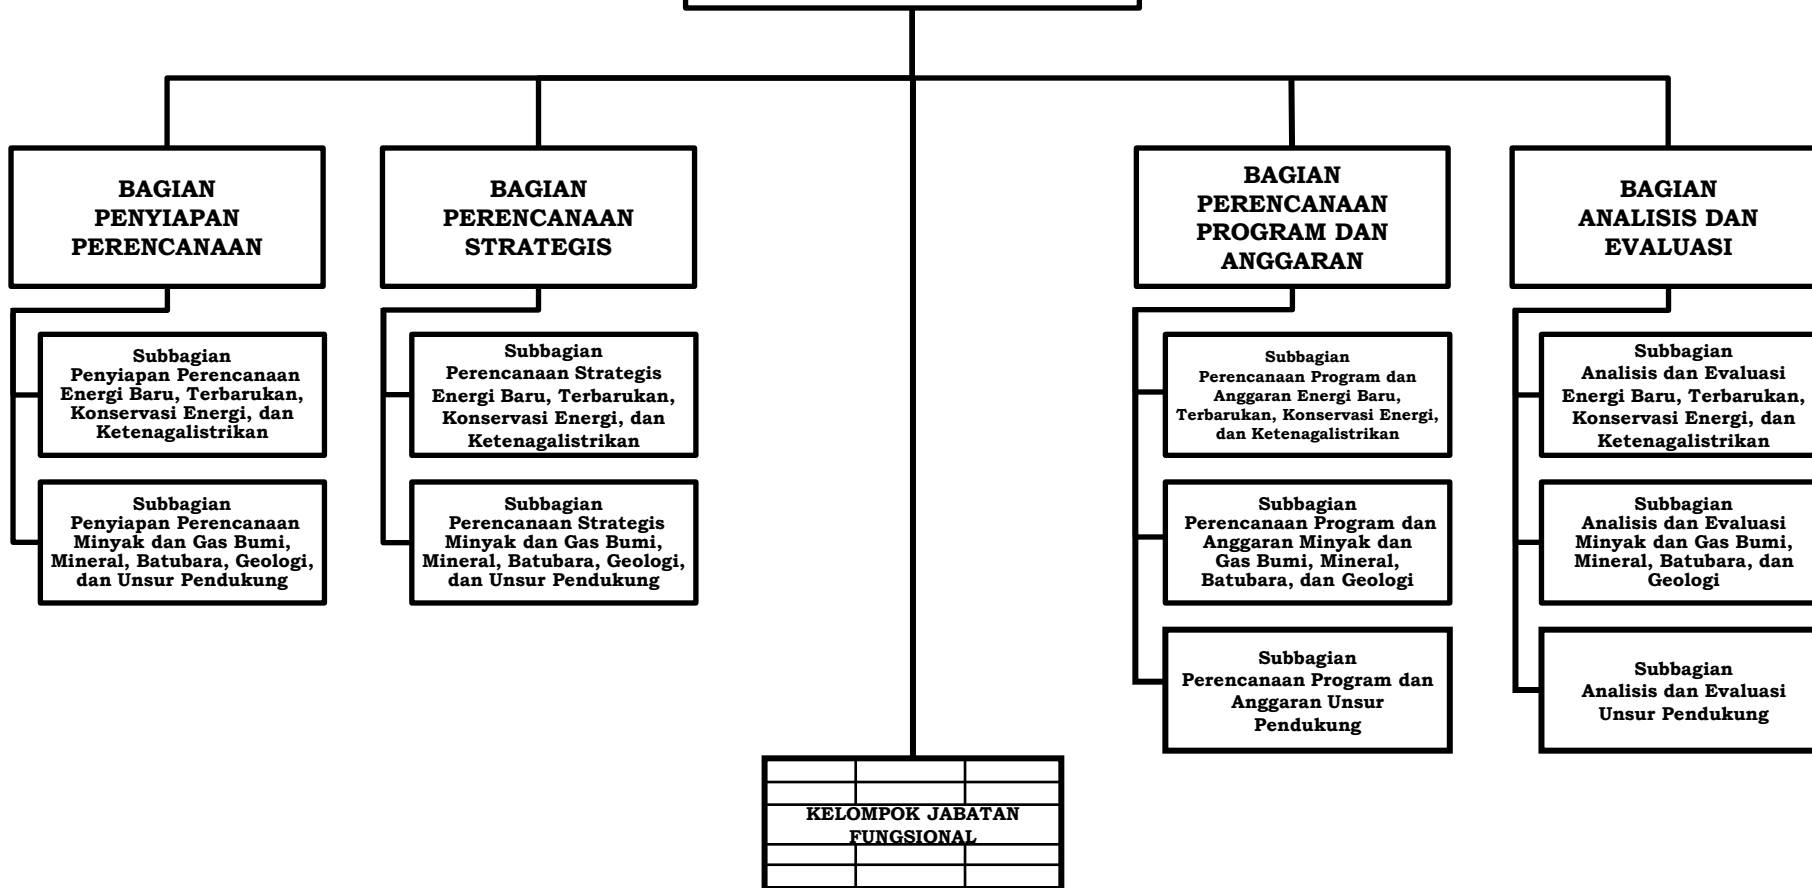 BAGIAN
PENYIAPAN
PERENCANAAN
Subbagian
Penyiapan Perencanaan
Energi Baru, Terbarukan,
Konservasi Energi, dan
Ketenagalistrikan
Subbagian
Penyiapan Perencanaan
Minyak dan Gas Bumi,
Mineral, Batubara, Geologi,
dan Unsur Pendukung
BAGIAN
PERENCANAAN
STRATEGIS
Subbagian
Perencanaan Strategis
Energi Baru, Terbarukan,
Konservasi Energi, dan
Ketenagalistrikan
Subbagian
Perencanaan Strategis
Minyak dan Gas Bumi,
Mineral, Batubara, Geologi,
dan Unsur Pendukung
BAGIAN
PERENCANAAN
PROGRAM DAN
ANGGARAN
Subbagian
Perencanaan Program dan
Anggaran Energi Baru,
Terbarukan, Konservasi Energi,
dan Ketenagalistrikan
Subbagian
Perencanaan Program dan
Anggaran Minyak dan
Gas Bumi, Mineral,
Batubara, dan Geologi
Subbagian
Perencanaan Program dan
Anggaran Unsur
Pendukung
BAGIAN
ANALISIS DAN
EVALUASI
Subbagian
Analisis dan Evaluasi
Energi Baru, Terbarukan,
Konservasi Energi, dan
Ketenagalistrikan
Subbagian
Analisis dan Evaluasi
Minyak dan Gas Bumi,
Mineral, Batubara, dan
Geologi
Subbagian
Analisis dan Evaluasi
Unsur Pendukung
KELOMPOK JABATAN
FUNGSIONAL